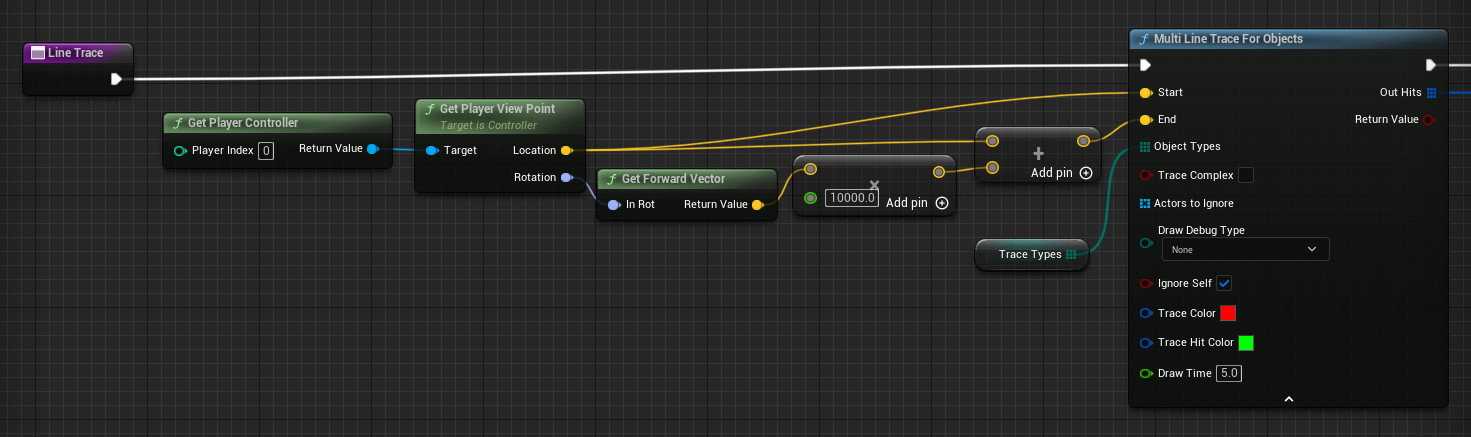 Line Trace
Get Player Controller
Player Index 0
Return Value
Get Player View Point
Target is Controller
Target
Location
Rotation
Get Forward Vector
In Rot
Return Value
10000.0
Add pin
Add pin
Trace Types
Multi Line Trace For Objects
Start
Out Hits
End
Return Value
Object Types
Trace Complex
Actors to Ignore
Draw Debug Type
None
Ignore Self
Trace Color
Trace Hit Color
Draw Time 5.0